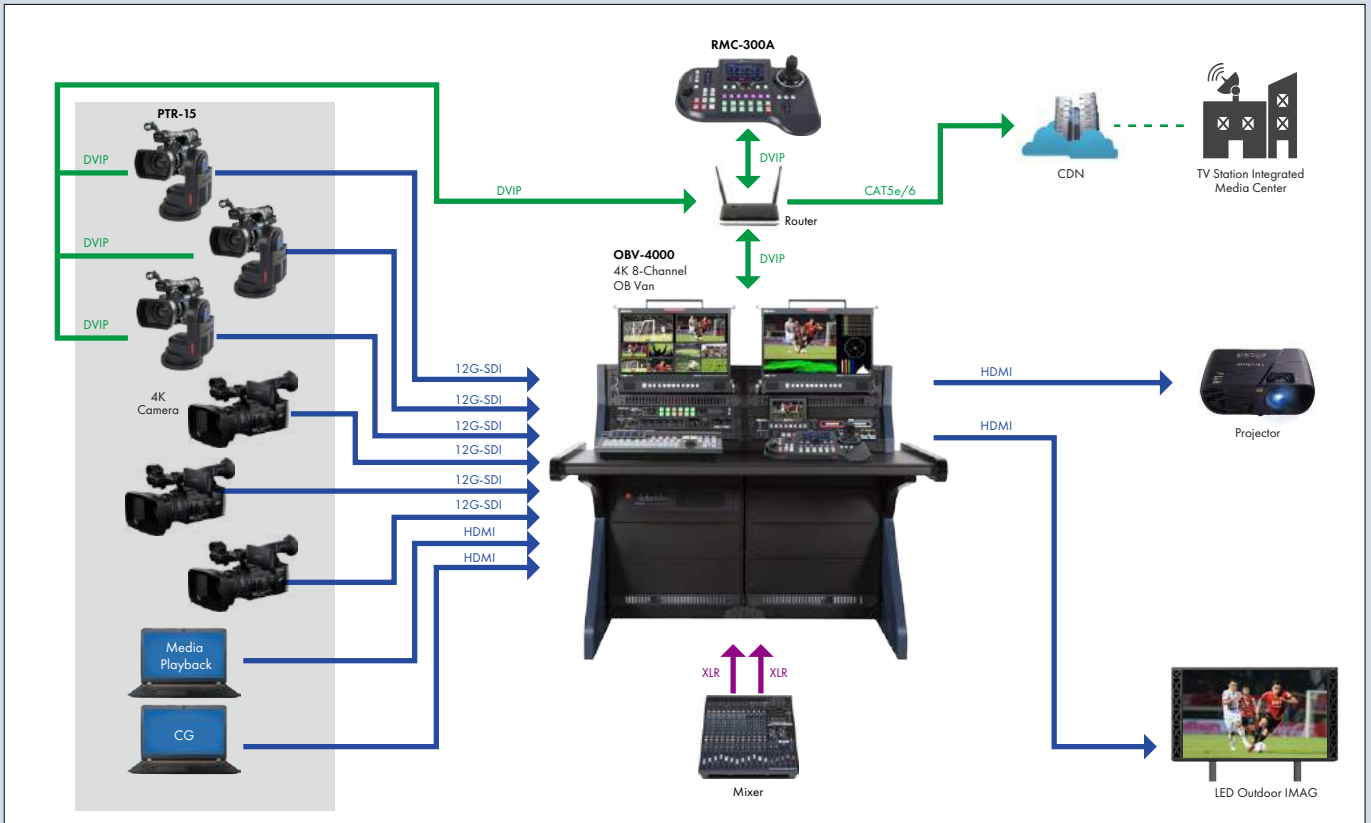 RMC-300A
PTR-15
DVIP
DVIP
DVIP
CAT5e/6
CDN
TV Station Integrated
Media Center
Router
DVIP
OBV-4000
4K 8-Channel
OB Van
DVIP
DVIP
12G-SDI
HDMI
4K
Camera
12G-SDI
12G-SDI
HDMI
Projector
12G-SDI
12G-SDI
12G-SDI
HDMI
HDMI
Media
Playback
XLR
XLR
CG
Mixer
LED Outdoor IMAG